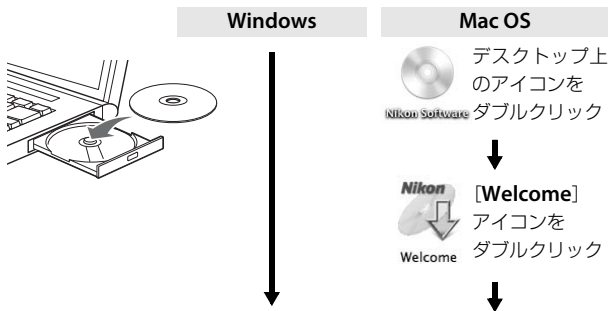 Windows
Mac OS
デスクトップ上
のアイコンを
ダブルクリック
Nikon Software
Nikon
Welcome
[Welcome]
アイコンを
ダブルクリック